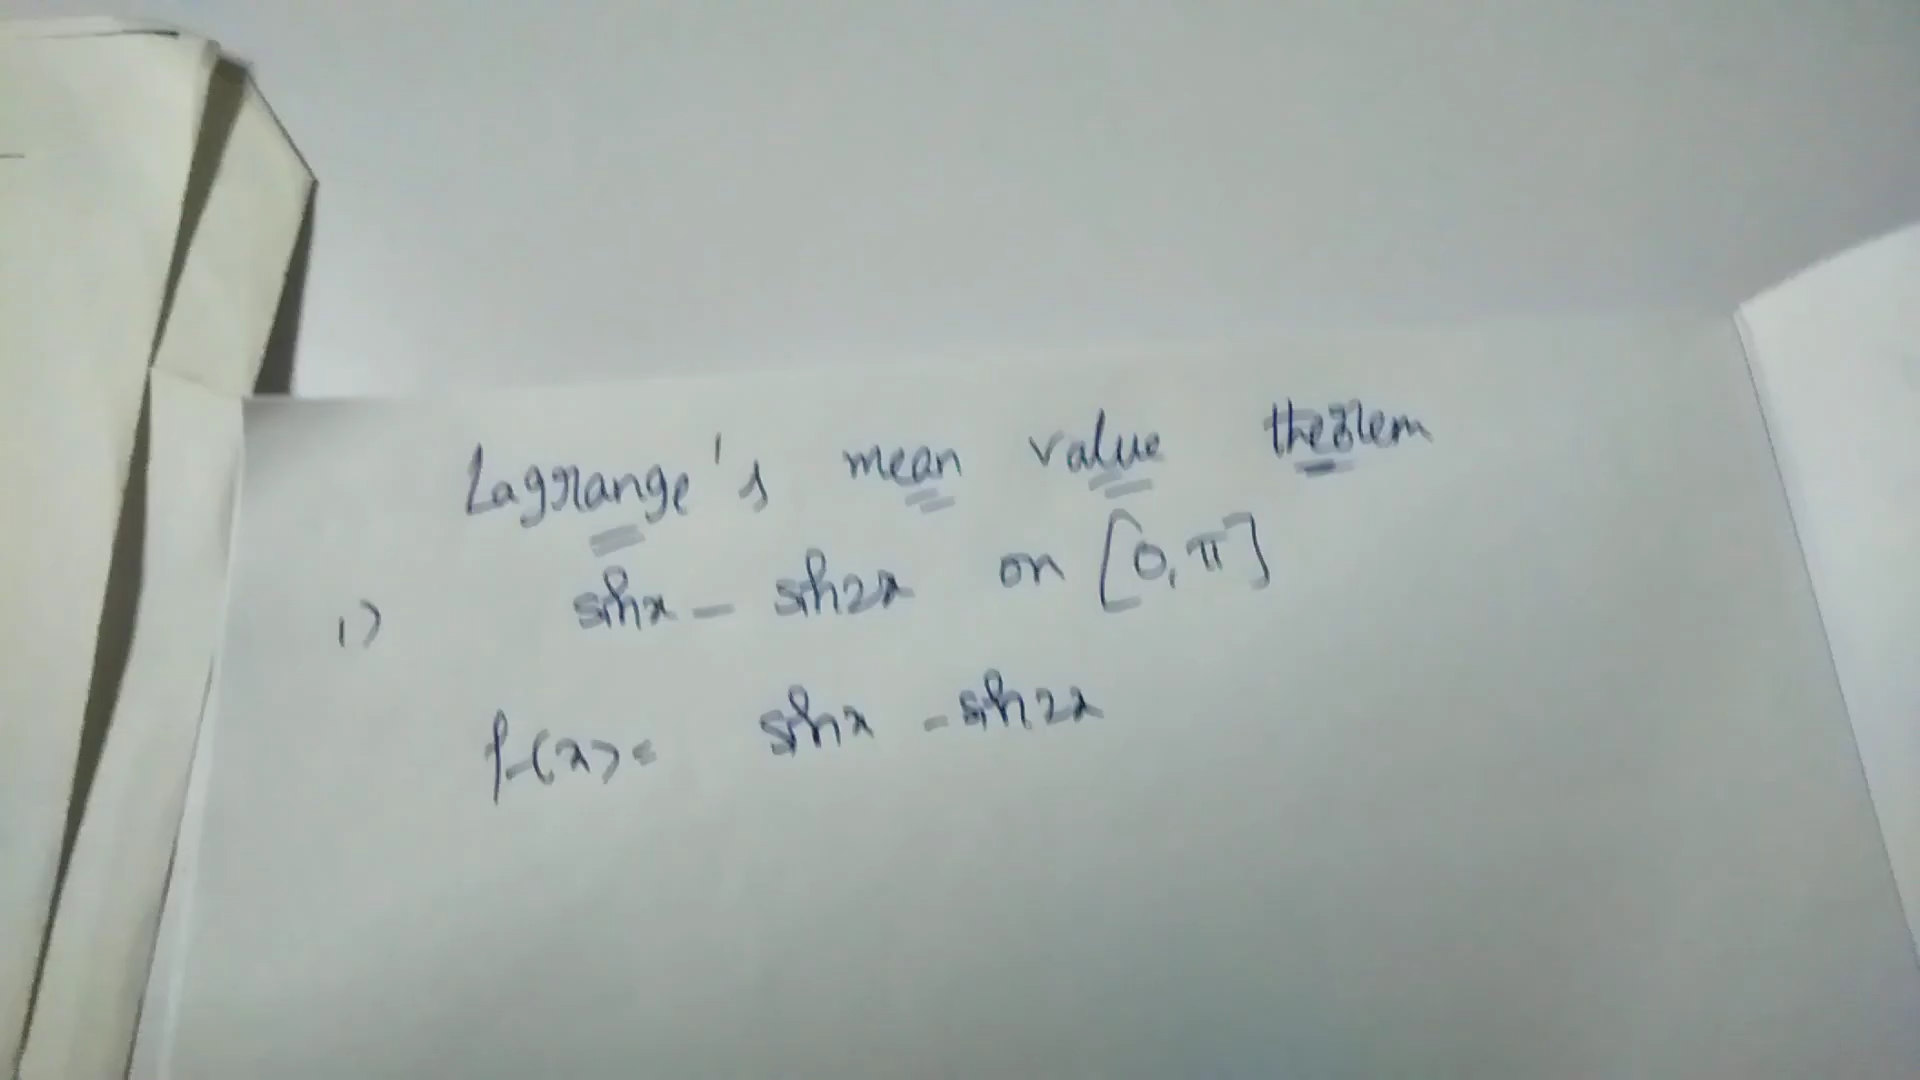 Lagrange's mean value theorem
1) sinx - sin2x on [0, π]
f(x) = sinx - sin2x